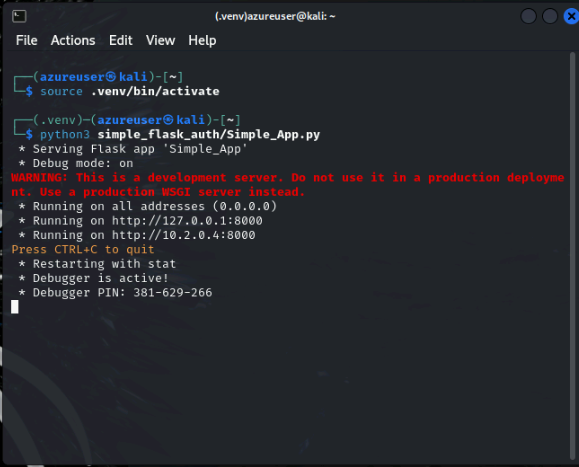 (.venv)azureuser@kali: ~
File Actions Edit View Help
┌──(azureuser㉿kali)-[~]
└─$ source .venv/bin/activate
┌──(.venv)─(azureuser㉿kali)-[~]
└─$ python3 simple_flask_auth/Simple_App.py
* Serving Flask app 'Simple_App'
* Debug mode: on
WARNING: This is a development server. Do not use it in a production deployme
nt. Use a production WSGI server instead.
* Running on all addresses (0.0.0.0)
* Running on http://127.0.0.1:8000
* Running on http://10.2.0.4:8000
Press CTRL+C to quit
* Restarting with stat
* Debugger is active!
* Debugger PIN: 381-629-266